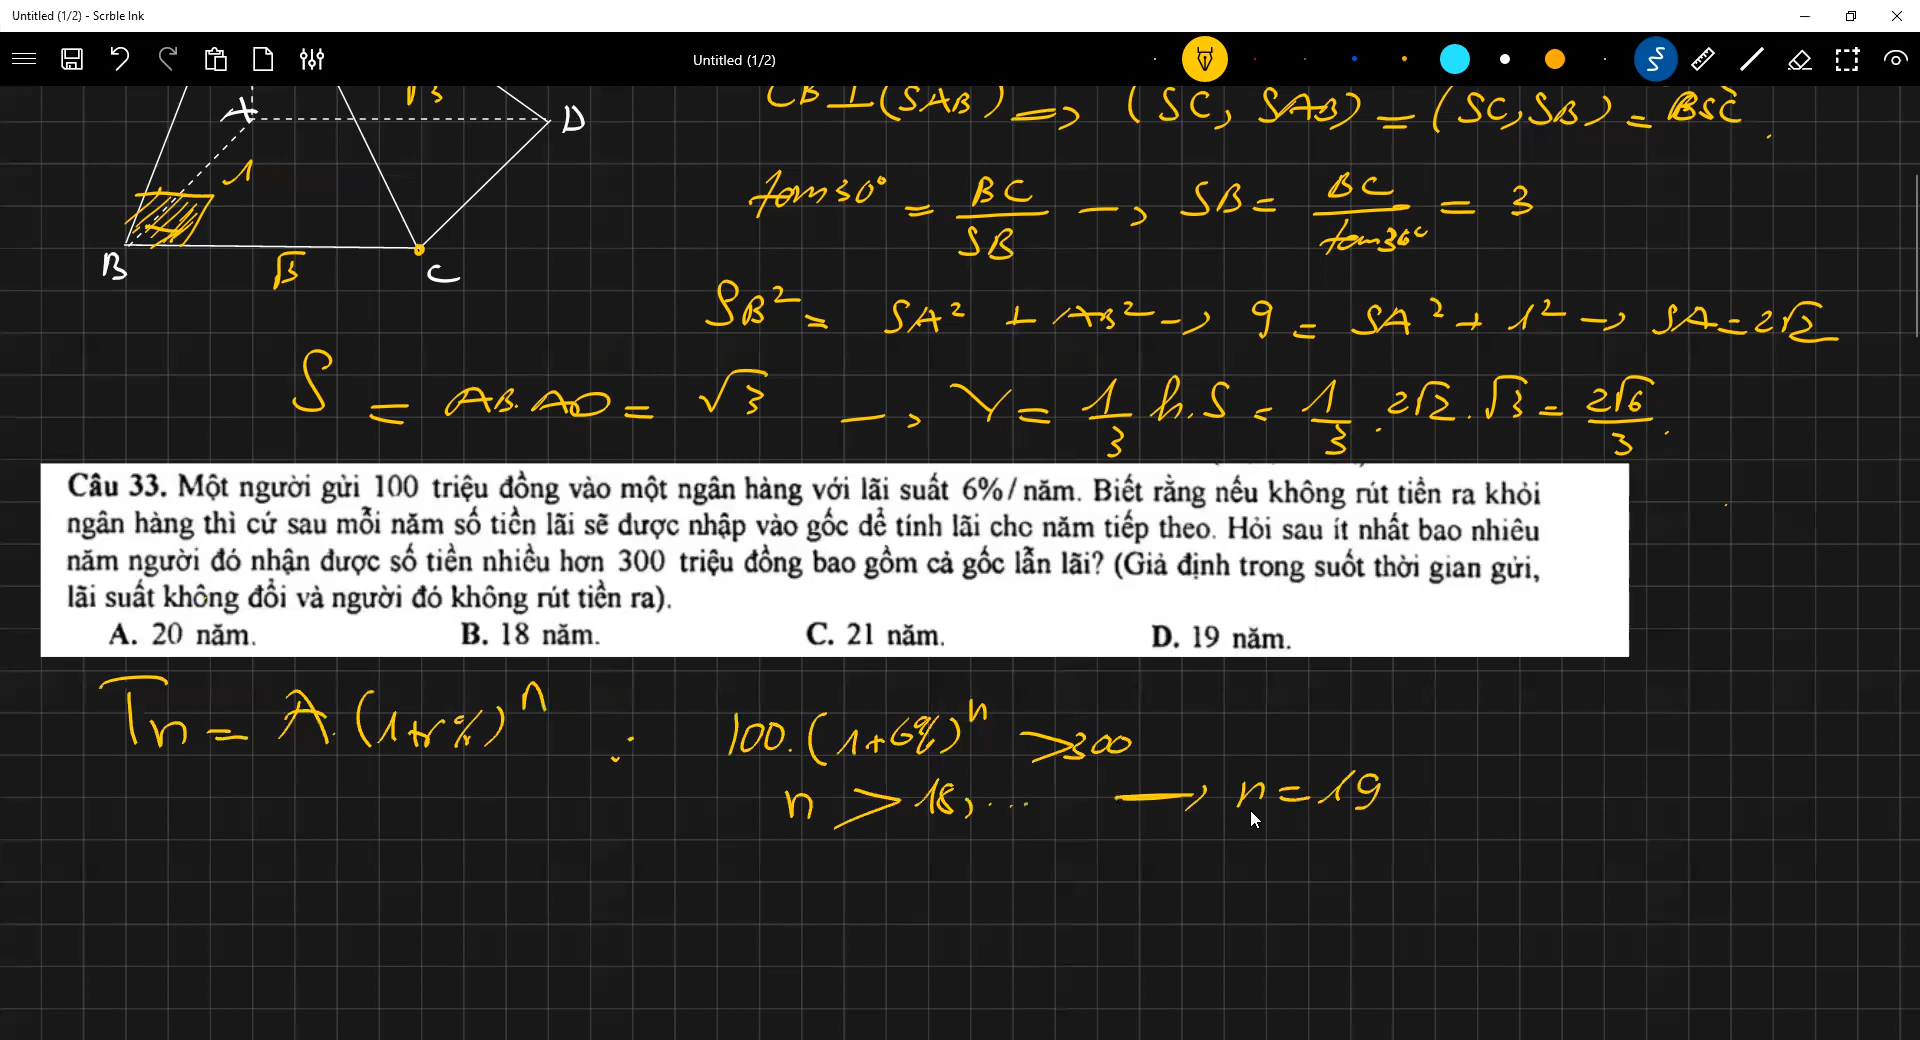 Untitled (1/2) - Scrble Ink
Untitled (1/2)
√3
CB ⊥ (SAB) => (SC, SAB) = (SC, SB) = BSC
A
D
1
tan30° = BC/SB → SB = BC/tan30° = 3
B
√3
C
SB² = SA² + AB² → 9 = SA² + 1² → SA = 2√2
S = AB.AD = √3 → V = 1/3 h.S = 1/3 . 2√2 . √3 = 2√6/3.
Câu 33. Một người gửi 100 triệu đồng vào một ngân hàng với lãi suất 6%/năm. Biết rằng nếu không rút tiền ra khỏi
ngân hàng thì cứ sau mỗi năm số tiền lãi sẽ được nhập vào gốc để tính lãi cho năm tiếp theo. Hỏi sau ít nhất bao nhiêu
năm người đó nhận được số tiền nhiều hơn 300 triệu đồng bao gồm cả gốc lẫn lãi? (Giả định trong suốt thời gian gửi,
lãi suất không đổi và người đó không rút tiền ra).
A. 20 năm. B. 18 năm. C. 21 năm. D. 19 năm.
Tn = A.(1+r%)ⁿ : 100.(1+6%)ⁿ > 300
n > 18,... → n = 19